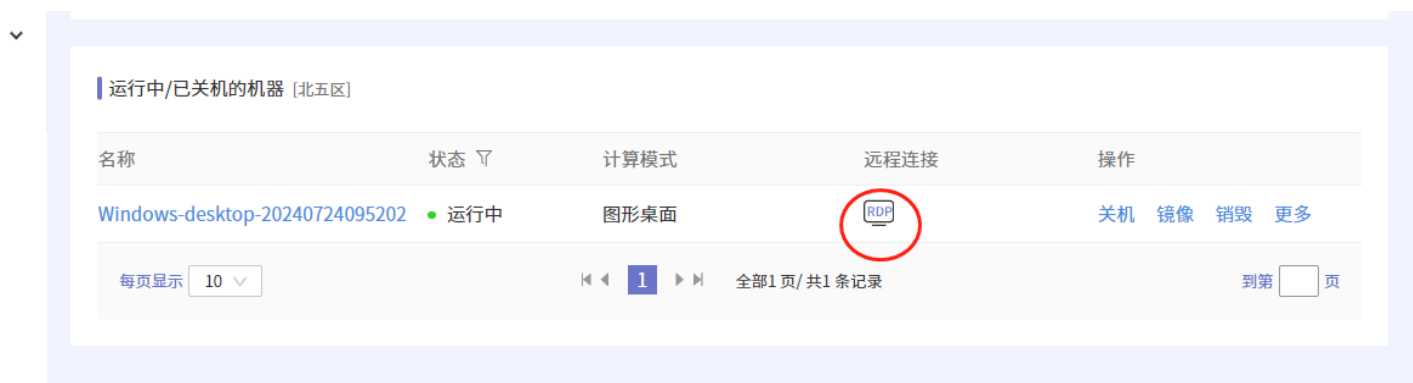 运行中/已关机的机器 [北五区]
名称 状态 计算模式 远程连接 操作
Windows-desktop-20240724095202 运行中 图形桌面 RDP 关机 镜像 销毁 更多
每页显示 10 1 全部1 页/ 共1 条记录 到第 页